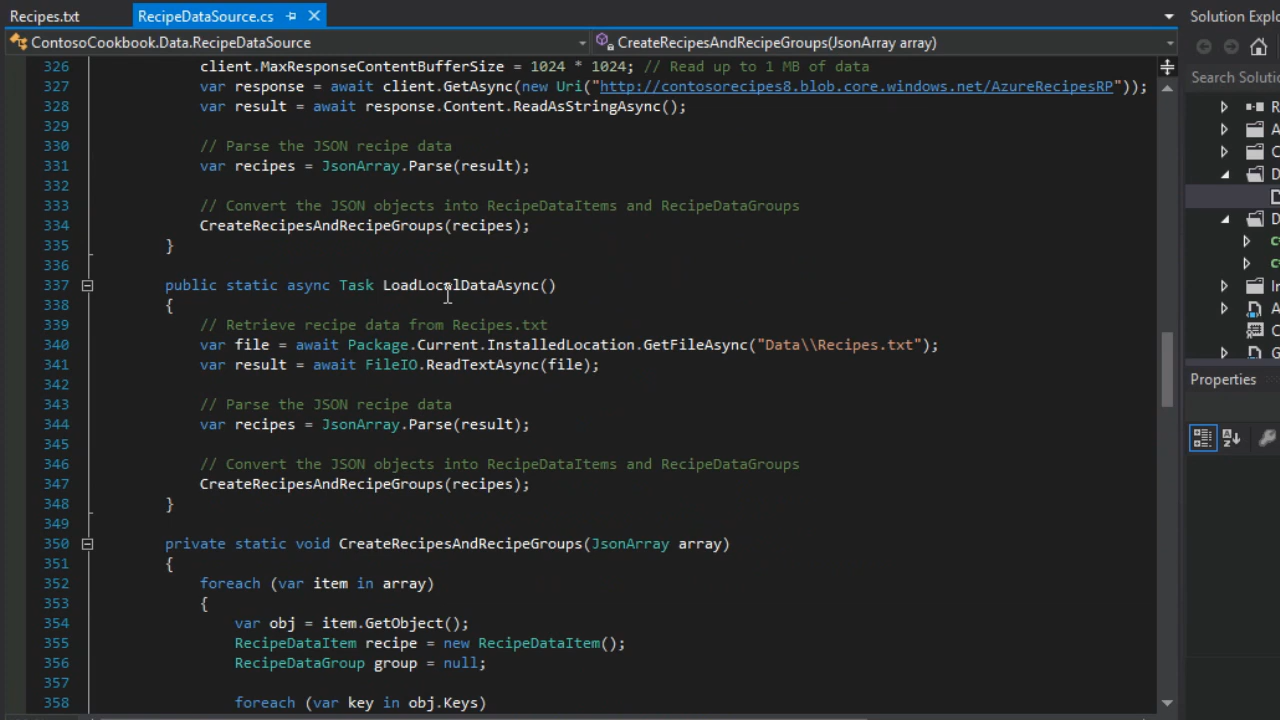 Recipes.txt
RecipeDataSource.cs
Solution Explo
ContosoCookbook.Data.RecipeDataSource
CreateRecipesAndRecipeGroups(JsonArray array)
Search Solutio
326 client.MaxResponseContentBufferSize = 1024 * 1024; // Read up to 1 MB of data
327 var response = await client.GetAsync(new Uri("http://contosorecipes8.blob.core.windows.net/AzureRecipesRP"));
328 var result = await response.Content.ReadAsStringAsync();
329
330 // Parse the JSON recipe data
331 var recipes = JsonArray.Parse(result);
332
333 // Convert the JSON objects into RecipeDataItems and RecipeDataGroups
334 CreateRecipesAndRecipeGroups(recipes);
335 }
336
337 public static async Task LoadLocalDataAsync()
338 {
339 // Retrieve recipe data from Recipes.txt
340 var file = await Package.Current.InstalledLocation.GetFileAsync("Data\\Recipes.txt");
341 var result = await FileIO.ReadTextAsync(file);
342
343 // Parse the JSON recipe data
344 var recipes = JsonArray.Parse(result);
345
346 // Convert the JSON objects into RecipeDataItems and RecipeDataGroups
347 CreateRecipesAndRecipeGroups(recipes);
348 }
349
350 private static void CreateRecipesAndRecipeGroups(JsonArray array)
351 {
352 foreach (var item in array)
353 {
354 var obj = item.GetObject();
355 RecipeDataItem recipe = new RecipeDataItem();
356 RecipeDataGroup group = null;
357
358 foreach (var key in obj.Keys)
Properties